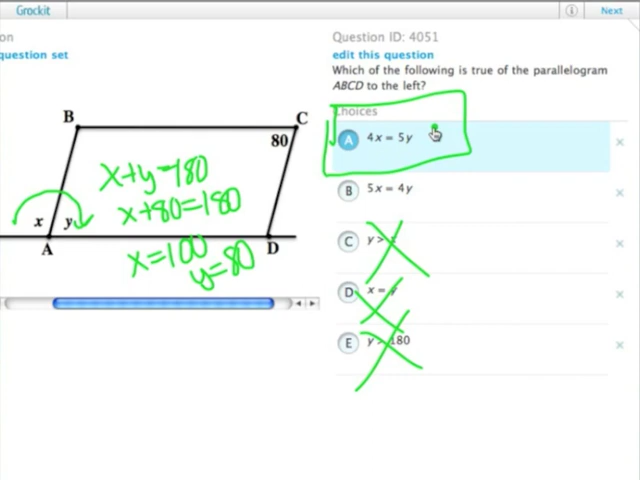 Grockit
Next
on
question set
Question ID: 4051
edit this question
Which of the following is true of the parallelogram
ABCD to the left?
Choices
A 4x = 5y
B 5x = 4y
C y >
D x = y
E y > 180
B
C
80
x y
A
D
x+y=180
x+80=180
x=100
y=80